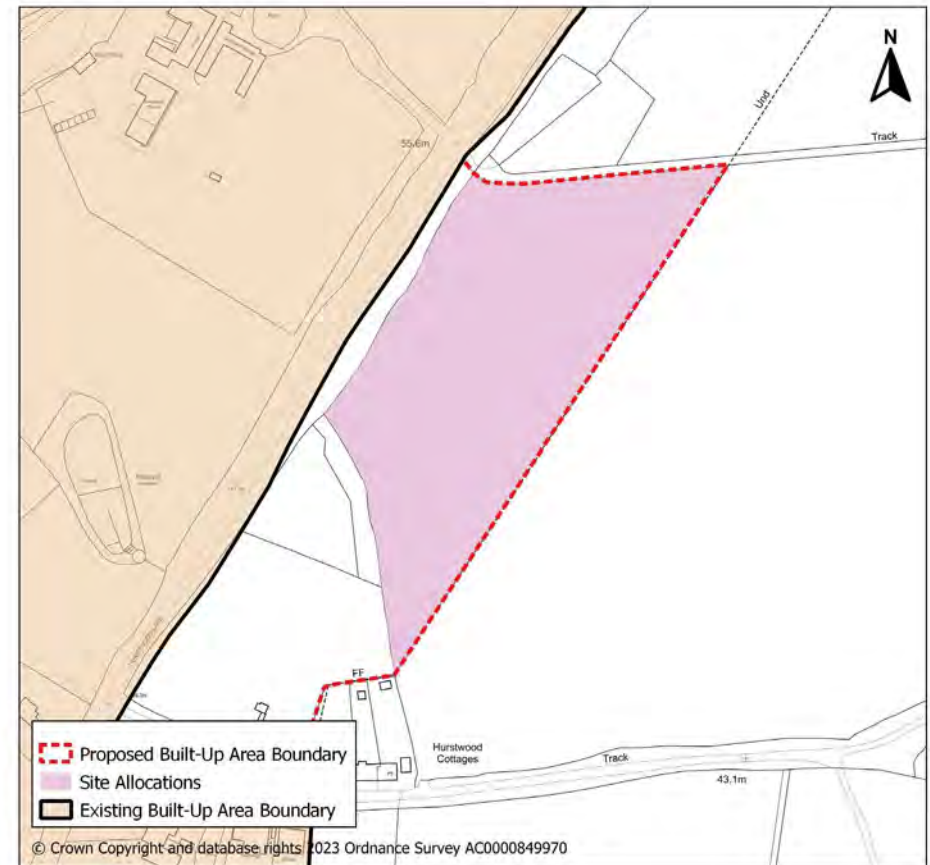 N
Und
Track
55.6m
FF
Hurstwood
Cottages
Track
43.1m
Proposed Built-Up Area Boundary
Site Allocations
Existing Built-Up Area Boundary
© Crown Copyright and database rights 2023 Ordnance Survey AC0000849970